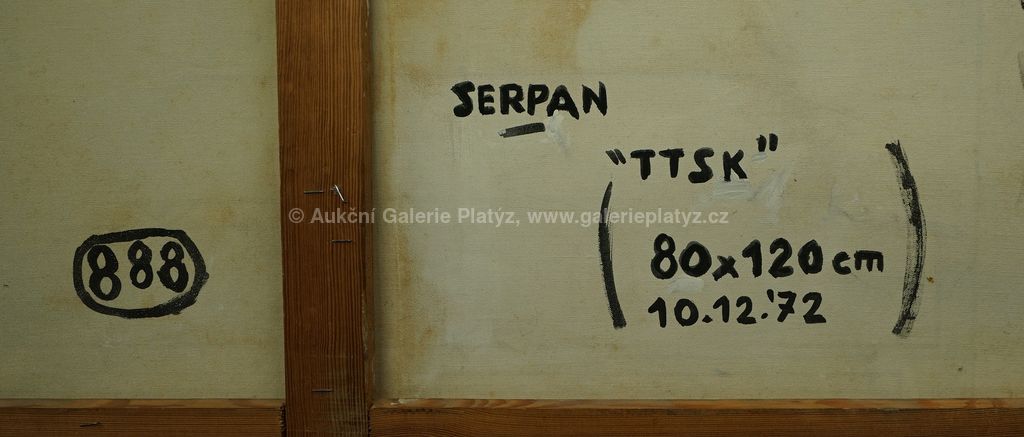 SERPAN
"TTSK"
© Aukční Galerie Platýz, www.galerieplatyz.cz
888
( 80x120 cm
10.12.'72 )